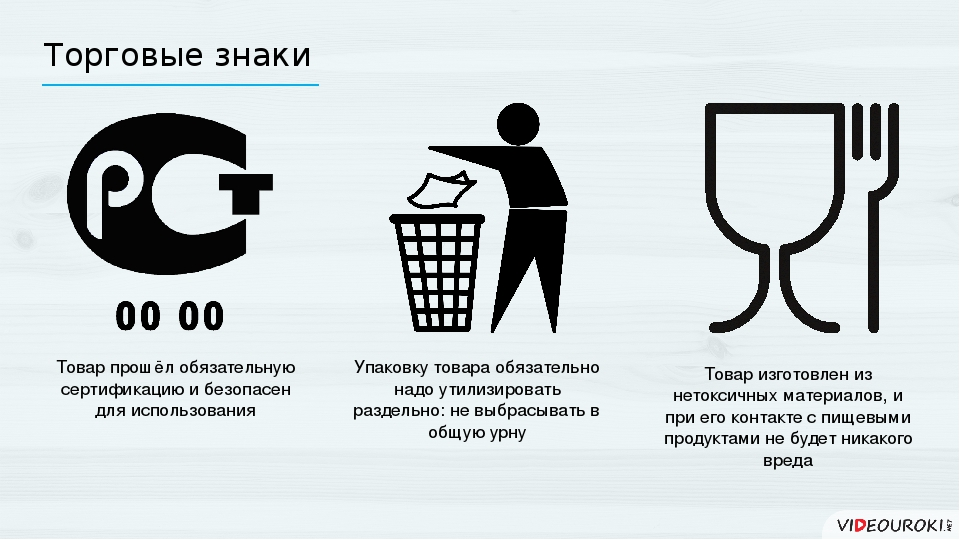 Торговые знаки
РСТ
00 00
Товар прошёл обязательную
сертификацию и безопасен
для использования
Упаковку товара обязательно
надо утилизировать
раздельно: не выбрасывать в
общую урну
Товар изготовлен из
нетоксичных материалов, и
при его контакте с пищевыми
продуктами не будет никакого
вреда
VIDEOUROKI.NET